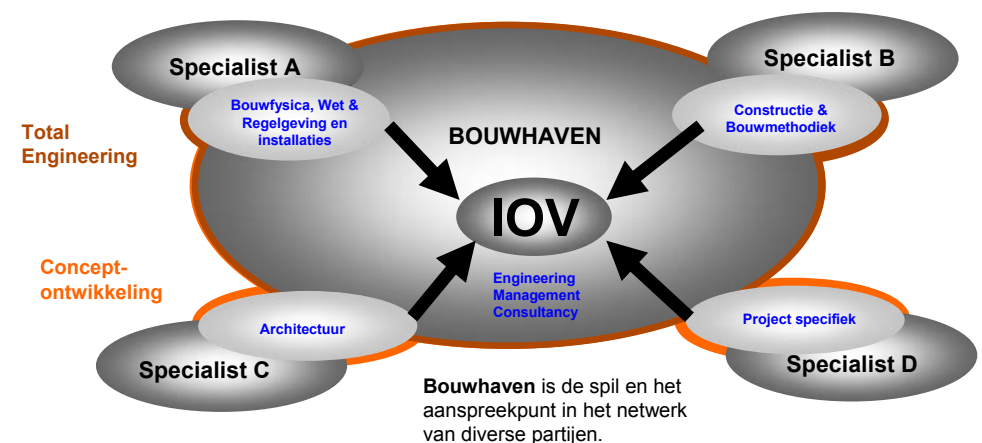 Specialist A
Specialist B
Bouwfysica, Wet &
Regelgeving en
installaties
Constructie &
Bouwmethodiek
Total
Engineering
BOUWHAVEN
IOV
Concept-
ontwikkeling
Engineering
Management
Consultancy
Architectuur
Project specifiek
Specialist C
Specialist D
Bouwhaven is de spil en het
aanspreekpunt in het netwerk
van diverse partijen.